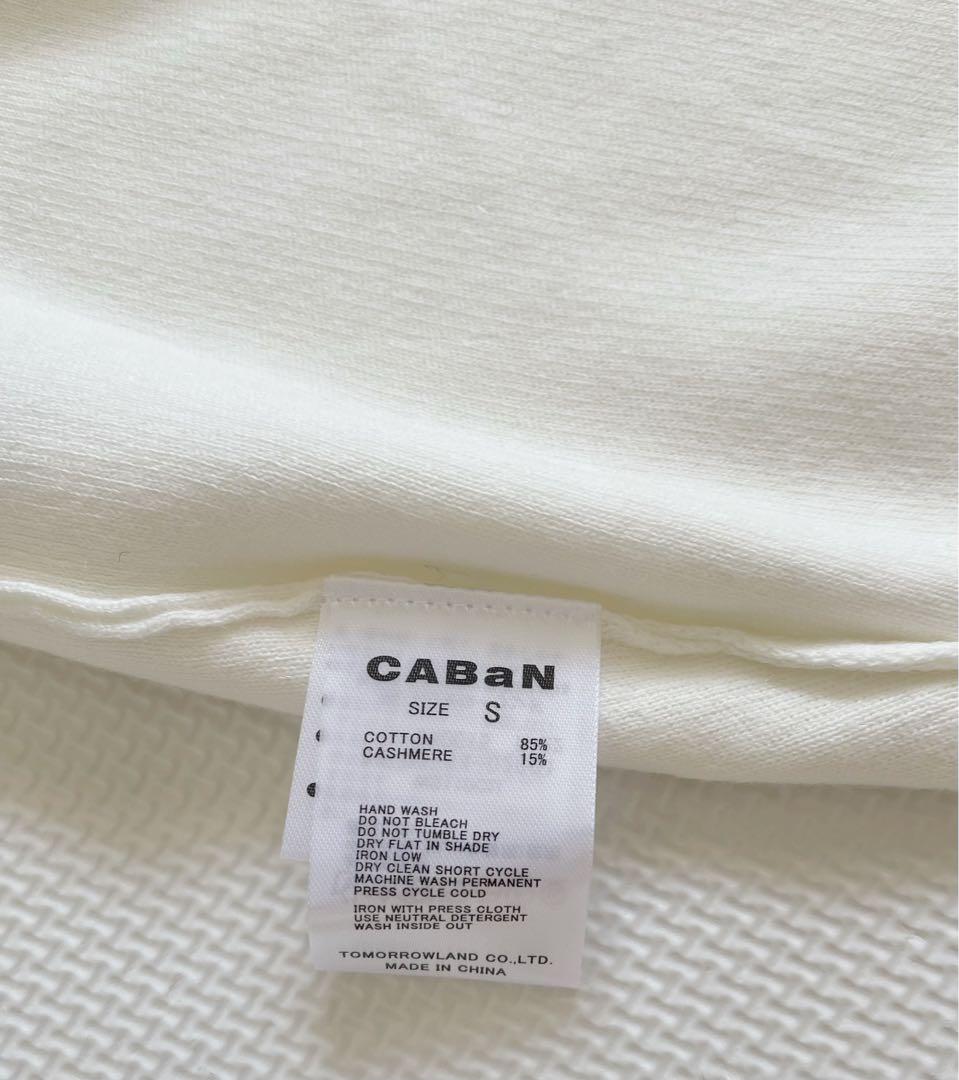 CABaN
SIZE S
COTTON 85%
CASHMERE 15%
HAND WASH
DO NOT BLEACH
DO NOT TUMBLE DRY
DRY FLAT IN SHADE
IRON LOW
DRY CLEAN SHORT CYCLE
MACHINE WASH PERMANENT
PRESS CYCLE COLD
IRON WITH PRESS CLOTH
USE NEUTRAL DETERGENT
WASH INSIDE OUT
TOMORROWLAND CO.,LTD.
MADE IN CHINA